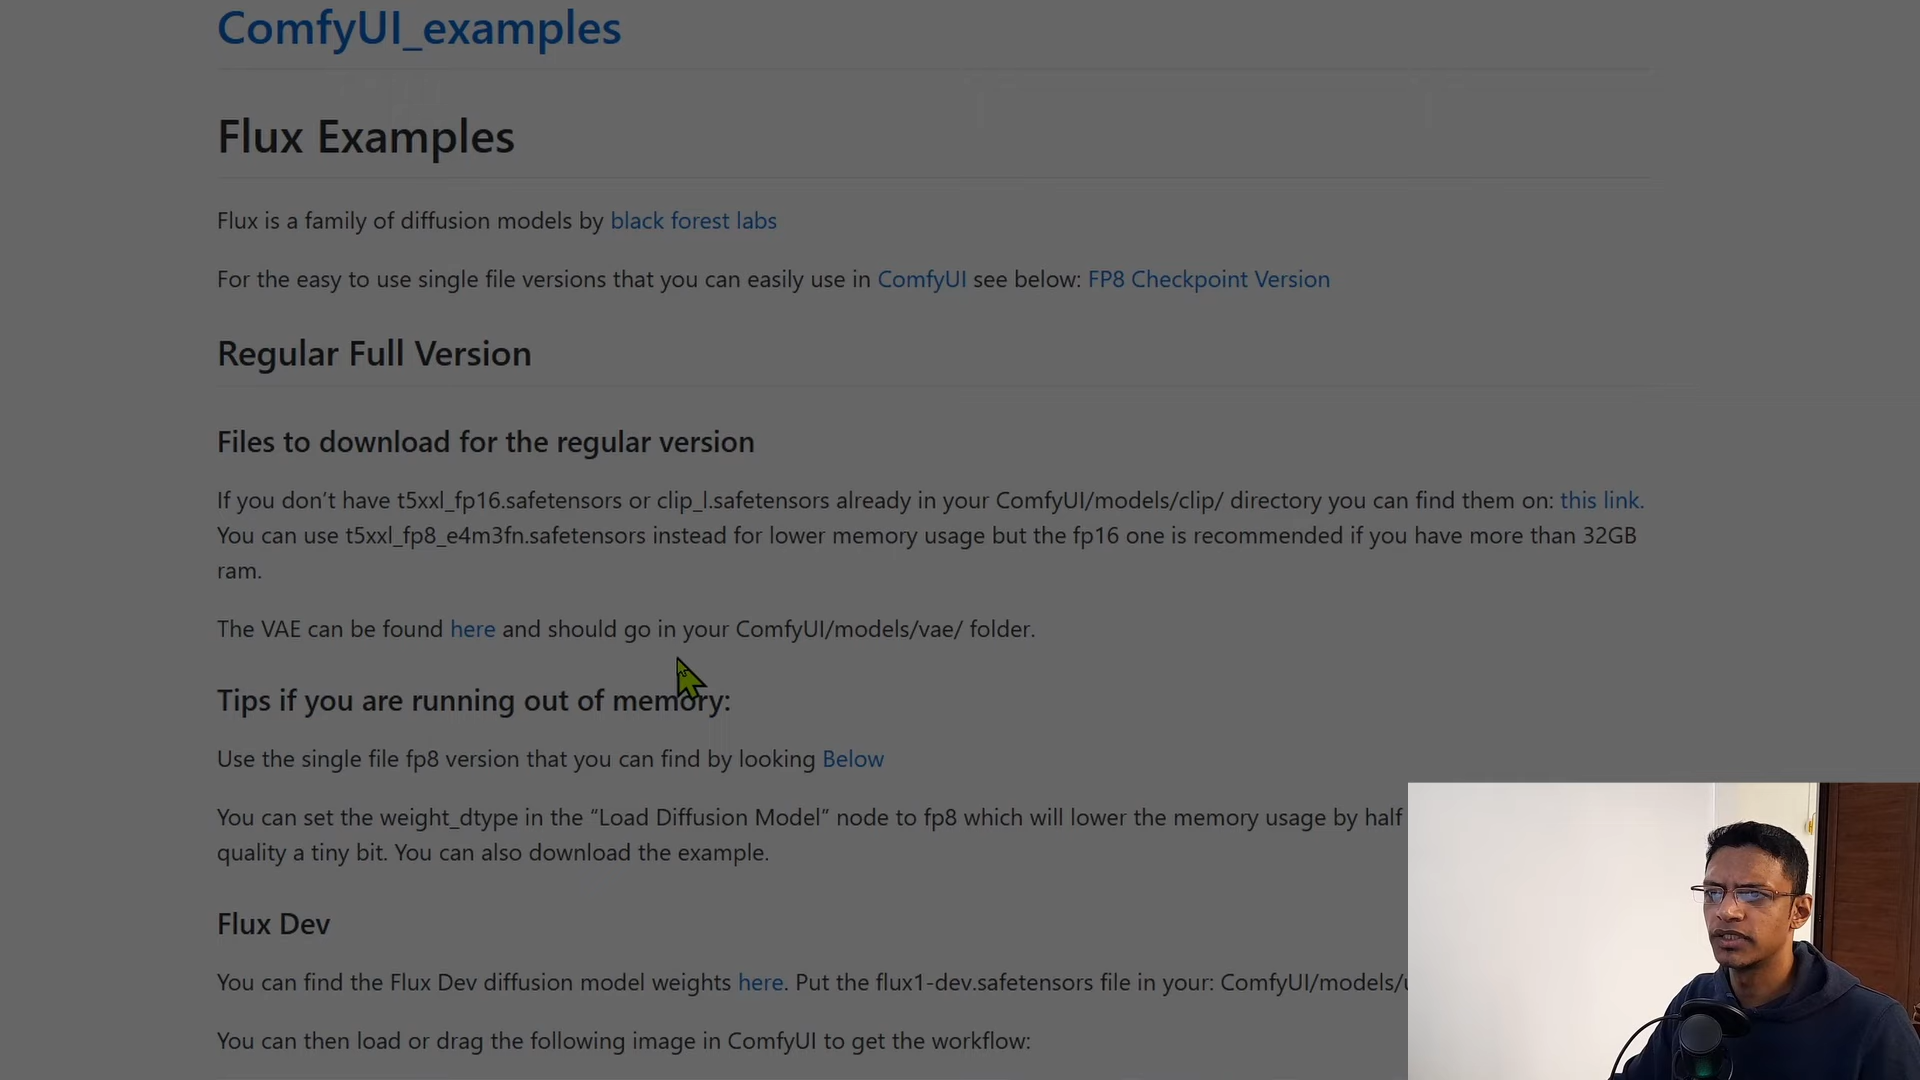 ComfyUI_examples
Flux Examples
Flux is a family of diffusion models by black forest labs
For the easy to use single file versions that you can easily use in ComfyUI see below: FP8 Checkpoint Version
Regular Full Version
Files to download for the regular version
If you don’t have t5xxl_fp16.safetensors or clip_l.safetensors already in your ComfyUI/models/clip/ directory you can find them on: this link.
You can use t5xxl_fp8_e4m3fn.safetensors instead for lower memory usage but the fp16 one is recommended if you have more than 32GB
ram.
The VAE can be found here and should go in your ComfyUI/models/vae/ folder.
Tips if you are running out of memory:
Use the single file fp8 version that you can find by looking Below
You can set the weight_dtype in the “Load Diffusion Model” node to fp8 which will lower the memory usage by half
quality a tiny bit. You can also download the example.
Flux Dev
You can find the Flux Dev diffusion model weights here. Put the flux1-dev.safetensors file in your: ComfyUI/models/
You can then load or drag the following image in ComfyUI to get the workflow: